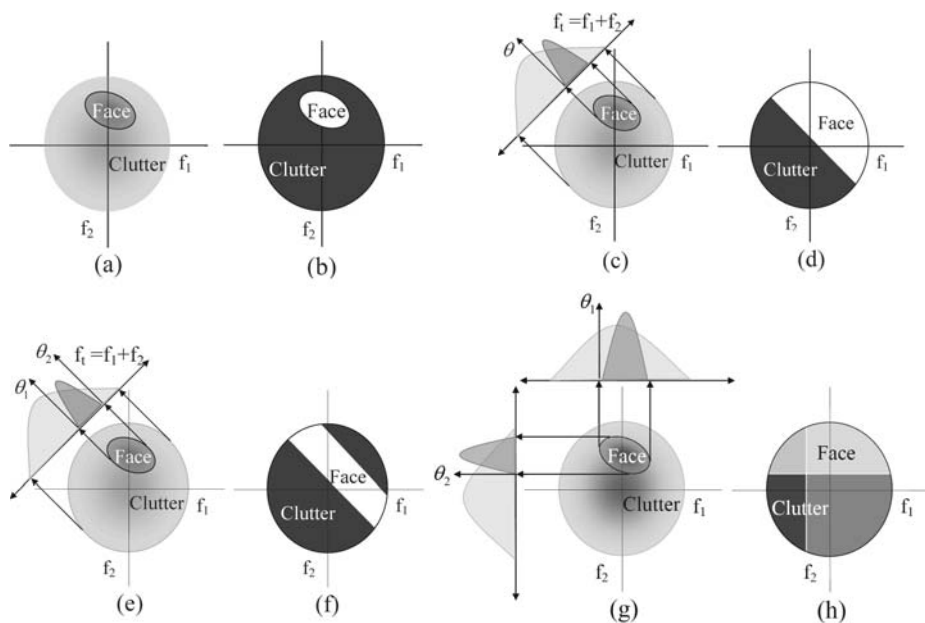 Face
Clutter
f₁
f₂
(a)
Face
Clutter
f₁
f₂
(b)
θ
fₜ =f₁+f₂
Face
Clutter
f₁
f₂
(c)
Face
Clutter
f₁
f₂
(d)
θ₂
fₜ =f₁+f₂
θ₁
Face
Clutter
f₁
f₂
(e)
Face
Clutter
f₁
f₂
(f)
θ₁
θ₂
Face
Clutter
f₁
f₂
(g)
Face
Clutter
f₁
f₂
(h)